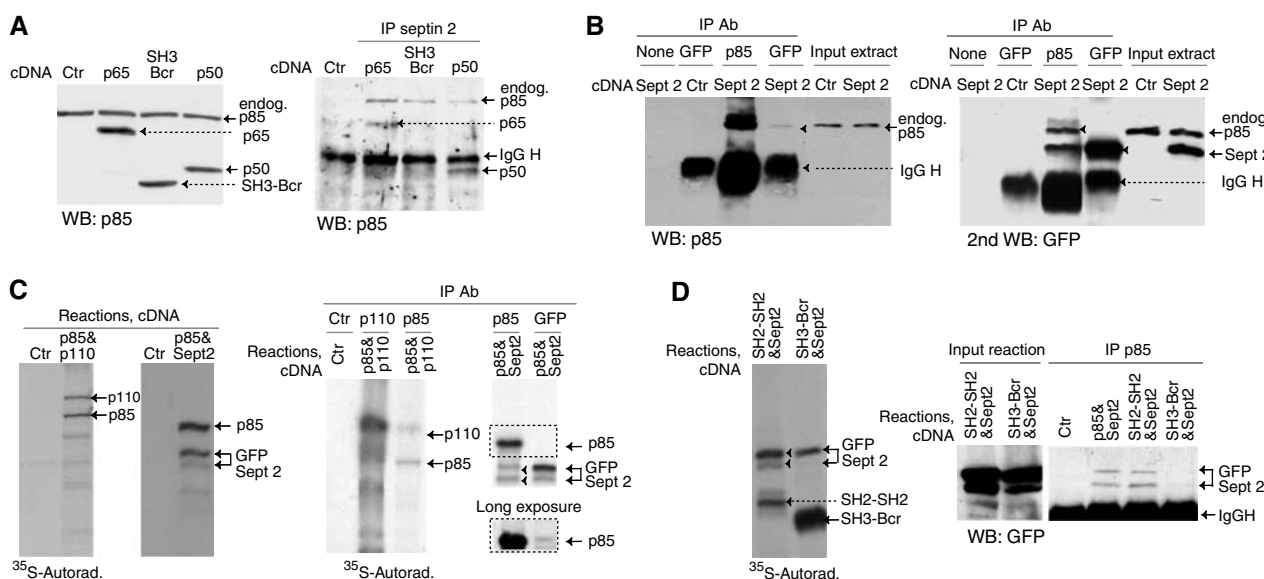 A
IP septin 2
cDNA Ctr p65 SH3 Bcr p50
endog. p85
p65
p50
SH3-Bcr
WB: p85
cDNA Ctr p65 SH3 Bcr p50
endog. p85
p65
IgG H
p50
WB: p85
B
IP Ab
None GFP p85 GFP Input extract
cDNA Sept 2 Ctr Sept 2 Sept 2 Ctr Sept 2
endog. p85
IgG H
WB: p85
IP Ab
None GFP p85 GFP Input extract
cDNA Sept 2 Ctr Sept 2 Sept 2 Ctr Sept 2
endo
p85
Sept 2
IgG H
2nd WB: GFP
C
Reactions, cDNA
Ctr p85& p110
p110
p85
Ctr p85& Sept2
p85
GFP
Sept 2
35S-Autorad.
IP Ab
Ctr p110 p85 p85 GFP
Reactions, cDNA
Ctr p85& p110 p85& p110 p85& Sept2 p85& Sept2
p110
p85
p85
GFP
Sept 2
Long exposure
p85
35S-Autorad.
D
Reactions, cDNA
SH2-SH2 &Sept2 SH3-Bcr &Sept2
GFP
Sept 2
SH2-SH2
SH3-Bcr
35S-Autorad.
Input reaction IP p85
Reactions, cDNA
SH2-SH2 &Sept2 SH3-Bcr &Sept2 Ctr p85& Sept2 SH2-SH2 &Sept2 SH3-Bcr &Sept2
GFP
Sept 2
IgGH
WB: GFP